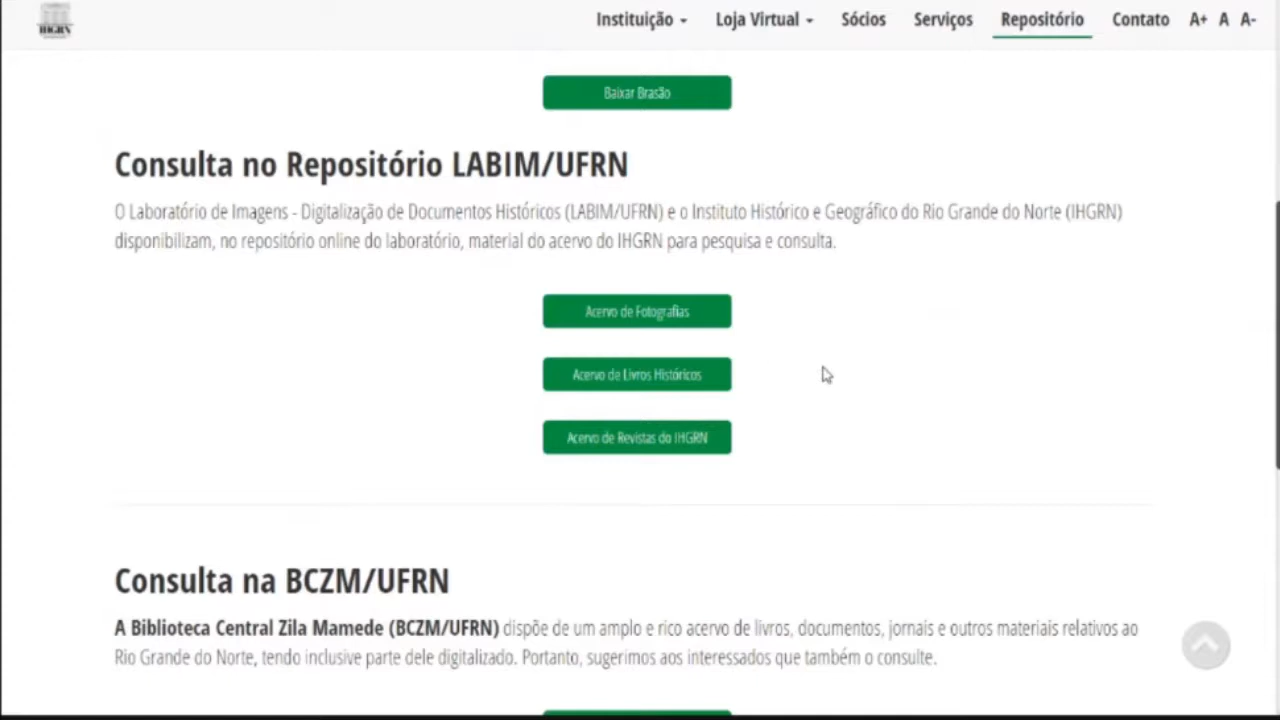 IHGRN
Instituição
Loja Virtual
Sócios
Serviços
Repositório
Contato
A+ A A-
Baixar Brasão
Consulta no Repositório LABIM/UFRN
O Laboratório de Imagens - Digitalização de Documentos Históricos (LABIM/UFRN) e o Instituto Histórico e Geográfico do Rio Grande do Norte (IHGRN)
disponibilizam, no repositório online do laboratório, material do acervo do IHGRN para pesquisa e consulta.
Acervo de Fotografias
Acervo de Livros Históricos
Acervo de Revistas do IHGRN
Consulta na BCZM/UFRN
A Biblioteca Central Zila Mamede (BCZM/UFRN) dispõe de um amplo e rico acervo de livros, documentos, jornais e outros materiais relativos ao
Rio Grande do Norte, tendo inclusive parte dele digitalizado. Portanto, sugerimos aos interessados que também o consulte.